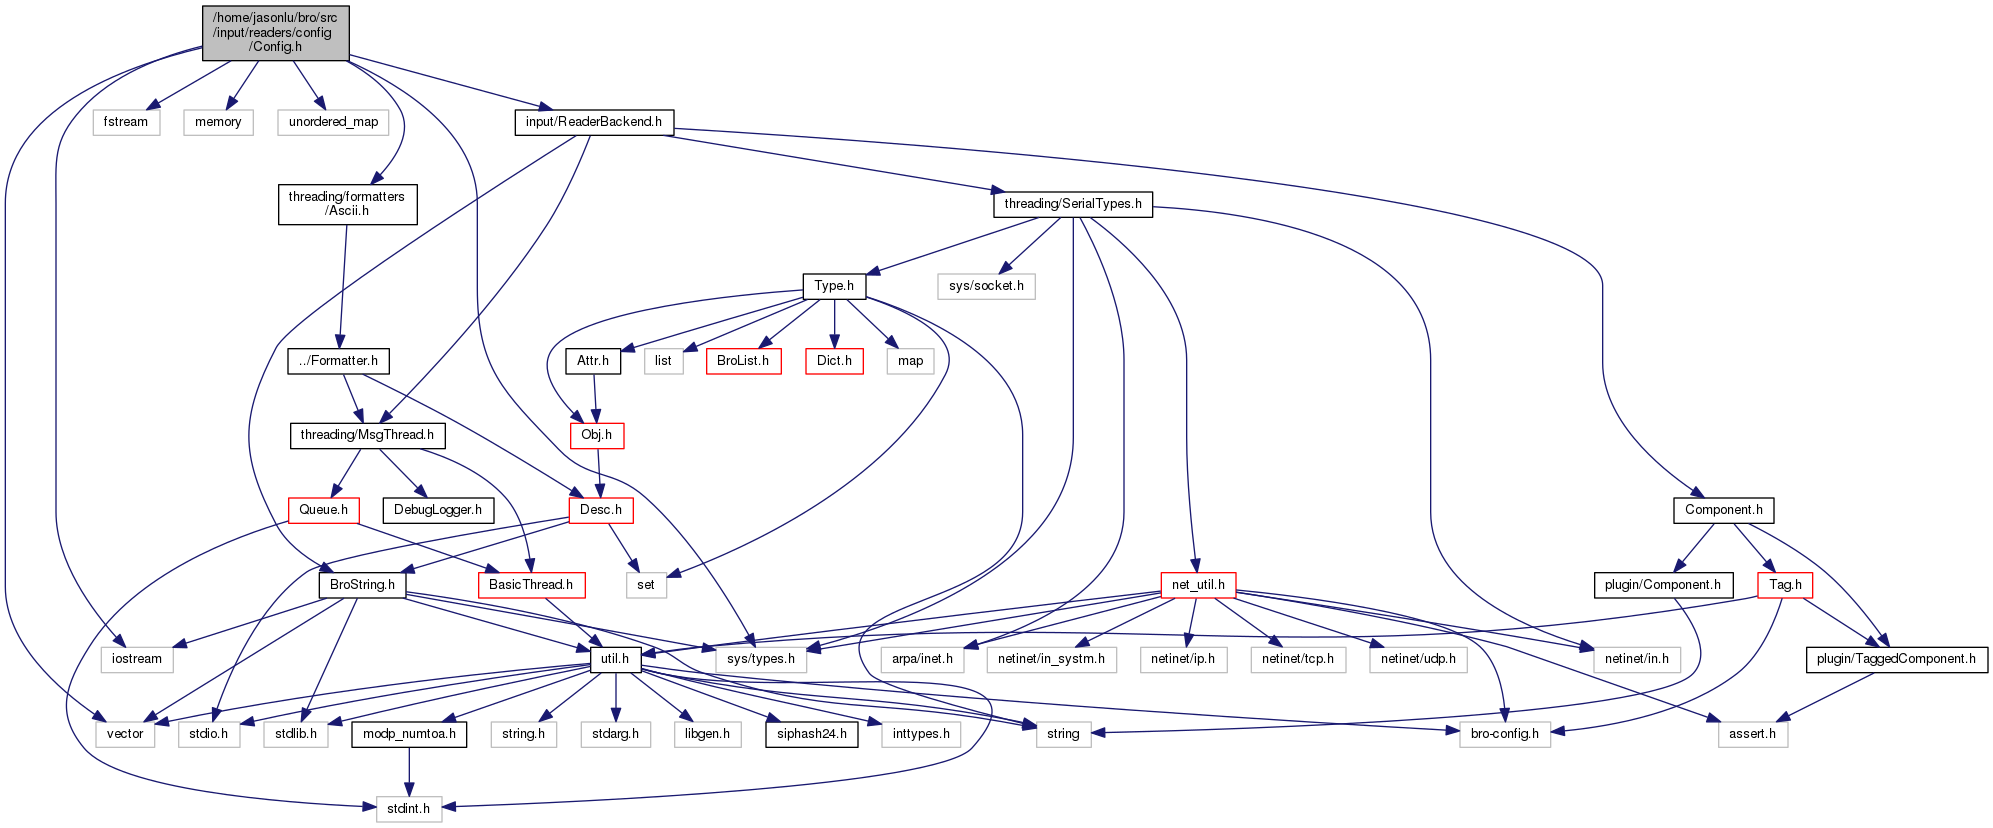 /home/jasonlu/bro/src
/input/readers/config
/Config.h
fstream
memory
unordered_map
input/ReaderBackend.h
threading/formatters
/Ascii.h
threading/SerialTypes.h
Type.h
sys/socket.h
../Formatter.h
Attr.h
list
BroList.h
Dict.h
map
threading/MsgThread.h
Obj.h
Queue.h
DebugLogger.h
Desc.h
Component.h
BroString.h
BasicThread.h
set
net_util.h
plugin/Component.h
Tag.h
iostream
util.h
sys/types.h
arpa/inet.h
netinet/in_systm.h
netinet/ip.h
netinet/tcp.h
netinet/udp.h
netinet/in.h
plugin/TaggedComponent.h
vector
stdio.h
stdlib.h
modp_numtoa.h
string.h
stdarg.h
libgen.h
siphash24.h
inttypes.h
string
bro-config.h
assert.h
stdint.h